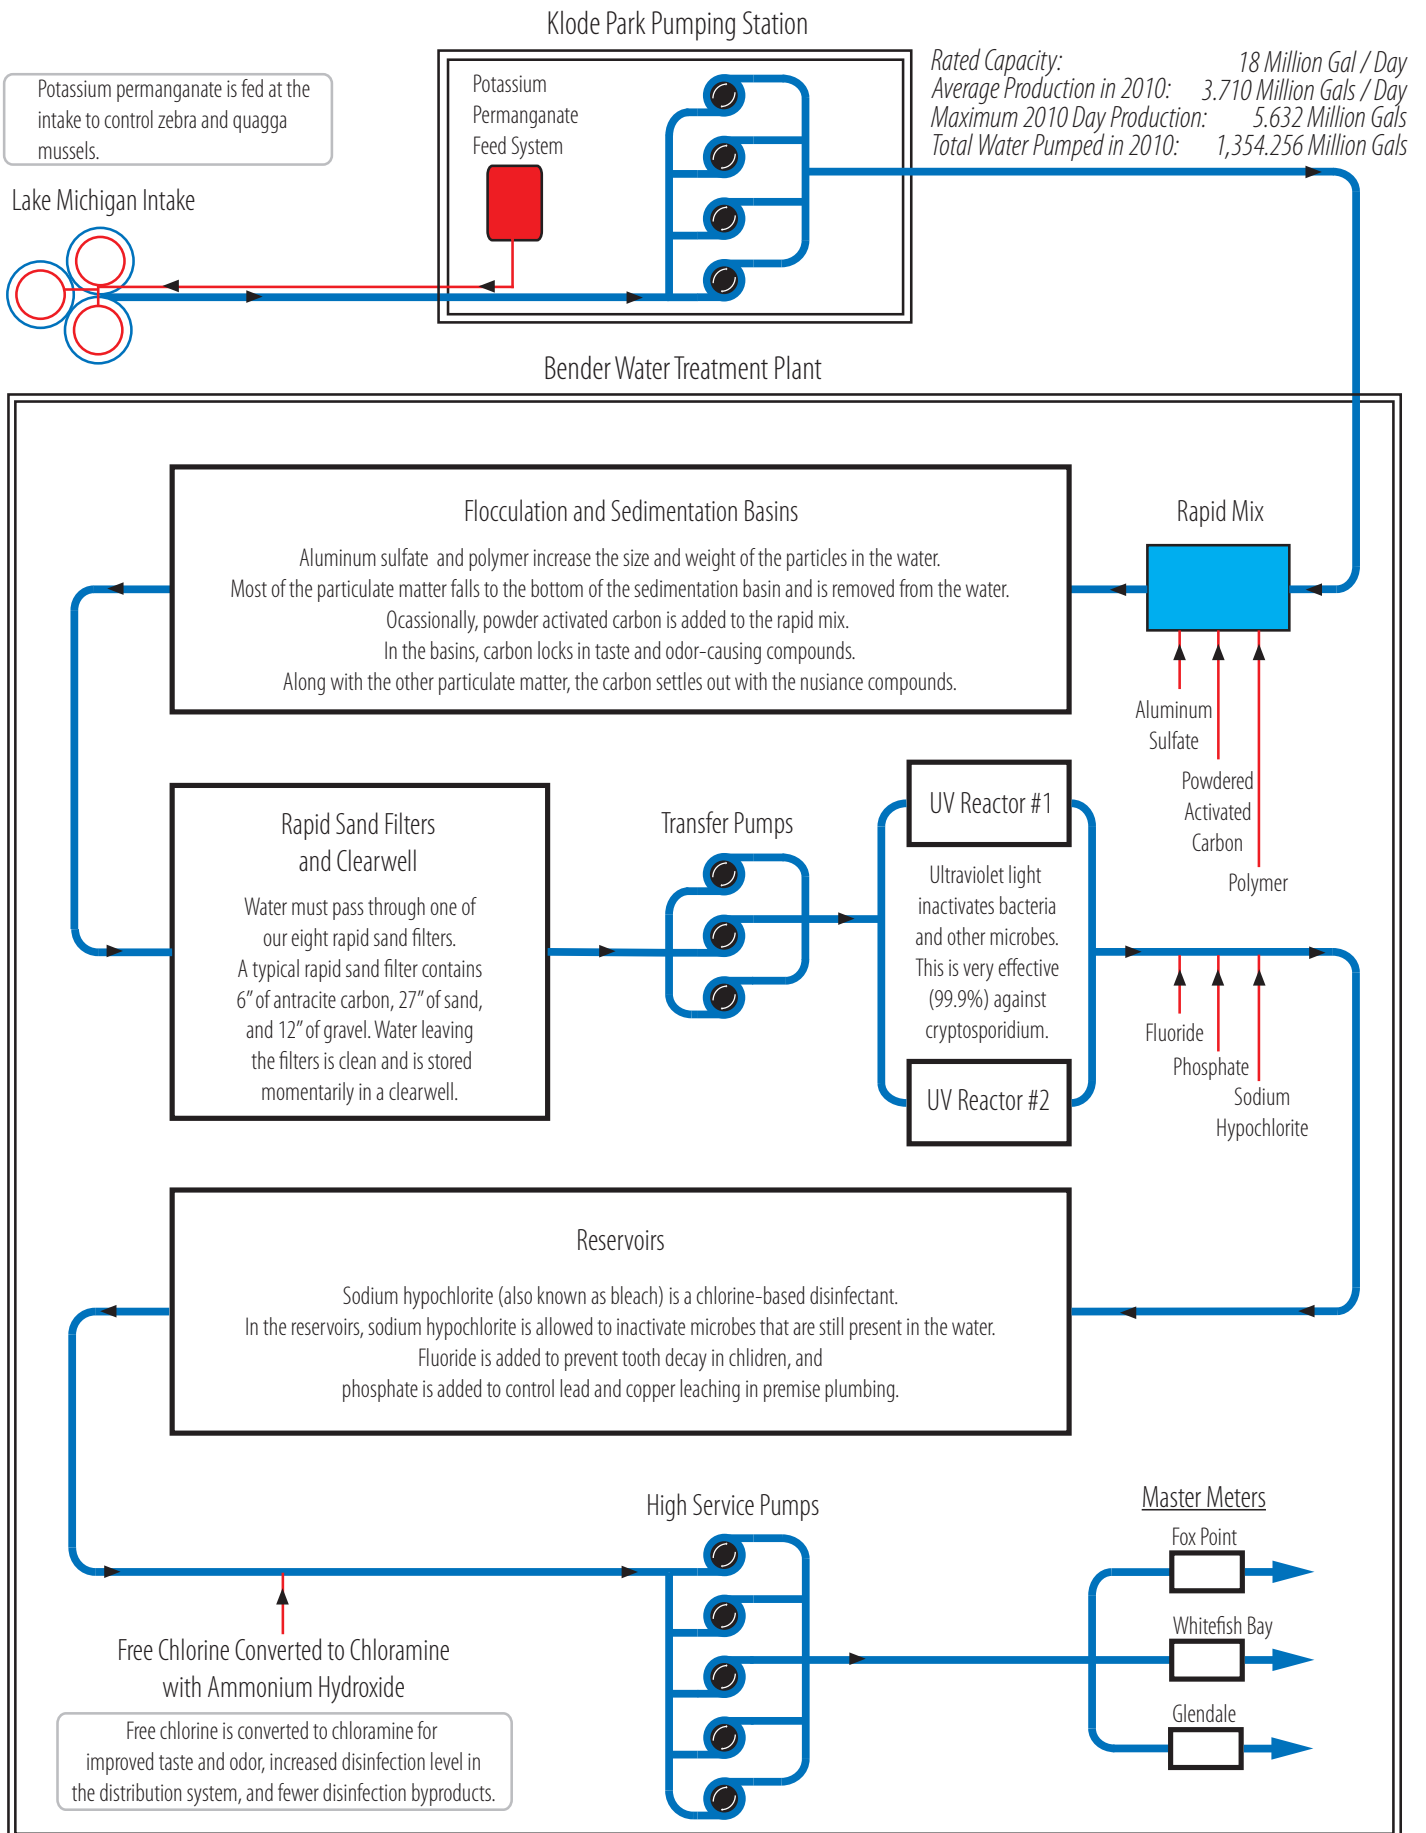 Klode Park Pumping Station
Rated Capacity: 18 Million Gal / Day
Average Production in 2010: 3.710 Million Gals / Day
Maximum 2010 Day Production: 5.632 Million Gals
Total Water Pumped in 2010: 1,354.256 Million Gals
Potassium permanganate is fed at the
intake to control zebra and quagga
mussels.
Potassium
Permanganate
Feed System
Lake Michigan Intake
Bender Water Treatment Plant
Flocculation and Sedimentation Basins
Aluminum sulfate and polymer increase the size and weight of the particles in the water.
Most of the particulate matter falls to the bottom of the sedimentation basin and is removed from the water.
Ocassionally, powder activated carbon is added to the rapid mix.
In the basins, carbon locks in taste and odor-causing compounds.
Along with the other particulate matter, the carbon settles out with the nusiance compounds.
Rapid Mix
Aluminum
Sulfate
Powdered
Activated
Carbon
Polymer
Rapid Sand Filters
and Clearwell
Water must pass through one of
our eight rapid sand filters.
A typical rapid sand filter contains
6” of antracite carbon, 27” of sand,
and 12” of gravel. Water leaving
the filters is clean and is stored
momentarily in a clearwell.
Transfer Pumps
UV Reactor #1
Ultraviolet light
inactivates bacteria
and other microbes.
This is very effective
(99.9%) against
cryptosporidium.
UV Reactor #2
Fluoride
Phosphate
Sodium
Hypochlorite
Reservoirs
Sodium hypochlorite (also known as bleach) is a chlorine-based disinfectant.
In the reservoirs, sodium hypochlorite is allowed to inactivate microbes that are still present in the water.
Fluoride is added to prevent tooth decay in chlidren, and
phosphate is added to control lead and copper leaching in premise plumbing.
High Service Pumps
Master Meters
Fox Point
Whitefish Bay
Glendale
Free Chlorine Converted to Chloramine
with Ammonium Hydroxide
Free chlorine is converted to chloramine for
improved taste and odor, increased disinfection level in
the distribution system, and fewer disinfection byproducts.